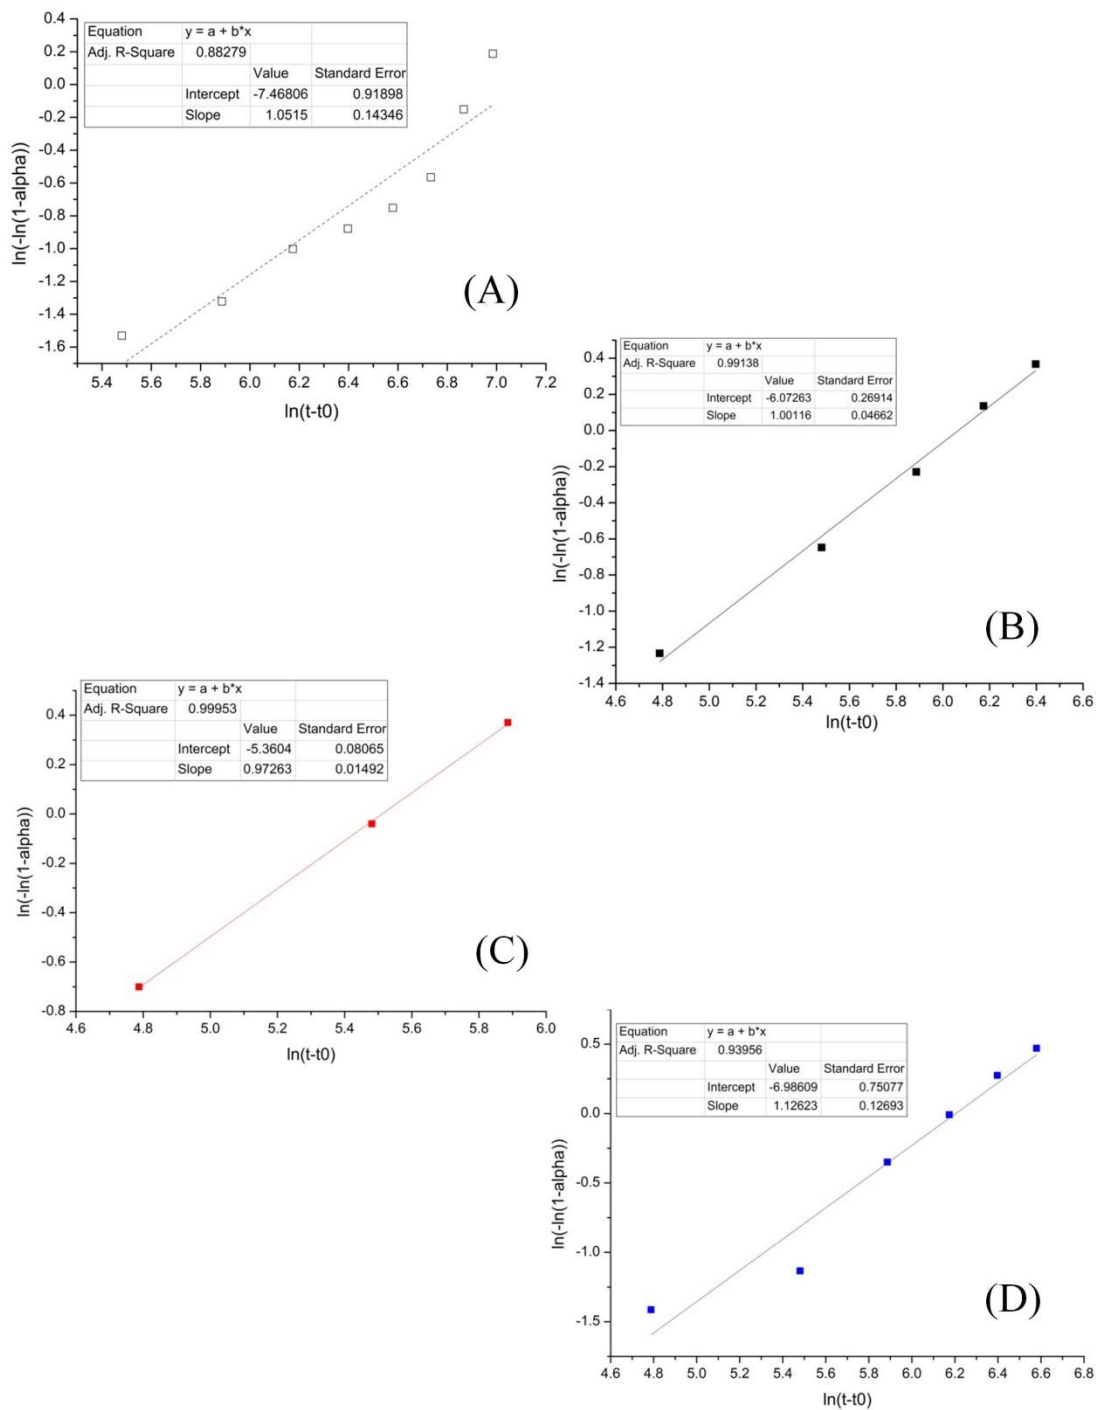 Equation y = a + b*x
Adj. R-Square 0.88279
Value Standard Error
Intercept -7.46806 0.91898
Slope 1.0515 0.14346
0.4
0.2
0.0
-0.2
-0.4
-0.6
-0.8
-1.0
-1.2
-1.4
-1.6
ln(-ln(1-alpha))
(A)
5.4 5.6 5.8 6.0 6.2 6.4 6.6 6.8 7.0 7.2
ln(t-t0)
Equation y = a + b*x
Adj. R-Square 0.99138
Value Standard Error
Intercept -6.07263 0.26914
Slope 1.00116 0.04662
0.4
0.2
0.0
-0.2
-0.4
-0.6
-0.8
-1.0
-1.2
-1.4
ln(-ln(1-alpha))
(B)
4.6 4.8 5.0 5.2 5.4 5.6 5.8 6.0 6.2 6.4 6.6
ln(t-t0)
Equation y = a + b*x
Adj. R-Square 0.99953
Value Standard Error
Intercept -5.3604 0.08065
Slope 0.97263 0.01492
0.4
0.2
0.0
-0.2
-0.4
-0.6
-0.8
ln(-ln(1-alpha))
(C)
4.6 4.8 5.0 5.2 5.4 5.6 5.8 6.0
ln(t-t0)
Equation y = a + b*x
Adj. R-Square 0.93956
Value Standard Error
Intercept -6.98609 0.75077
Slope 1.12623 0.12693
0.5
0.0
-0.5
-1.0
-1.5
ln(-ln(1-alpha))
(D)
4.6 4.8 5.0 5.2 5.4 5.6 5.8 6.0 6.2 6.4 6.6 6.8
ln(t-t0)